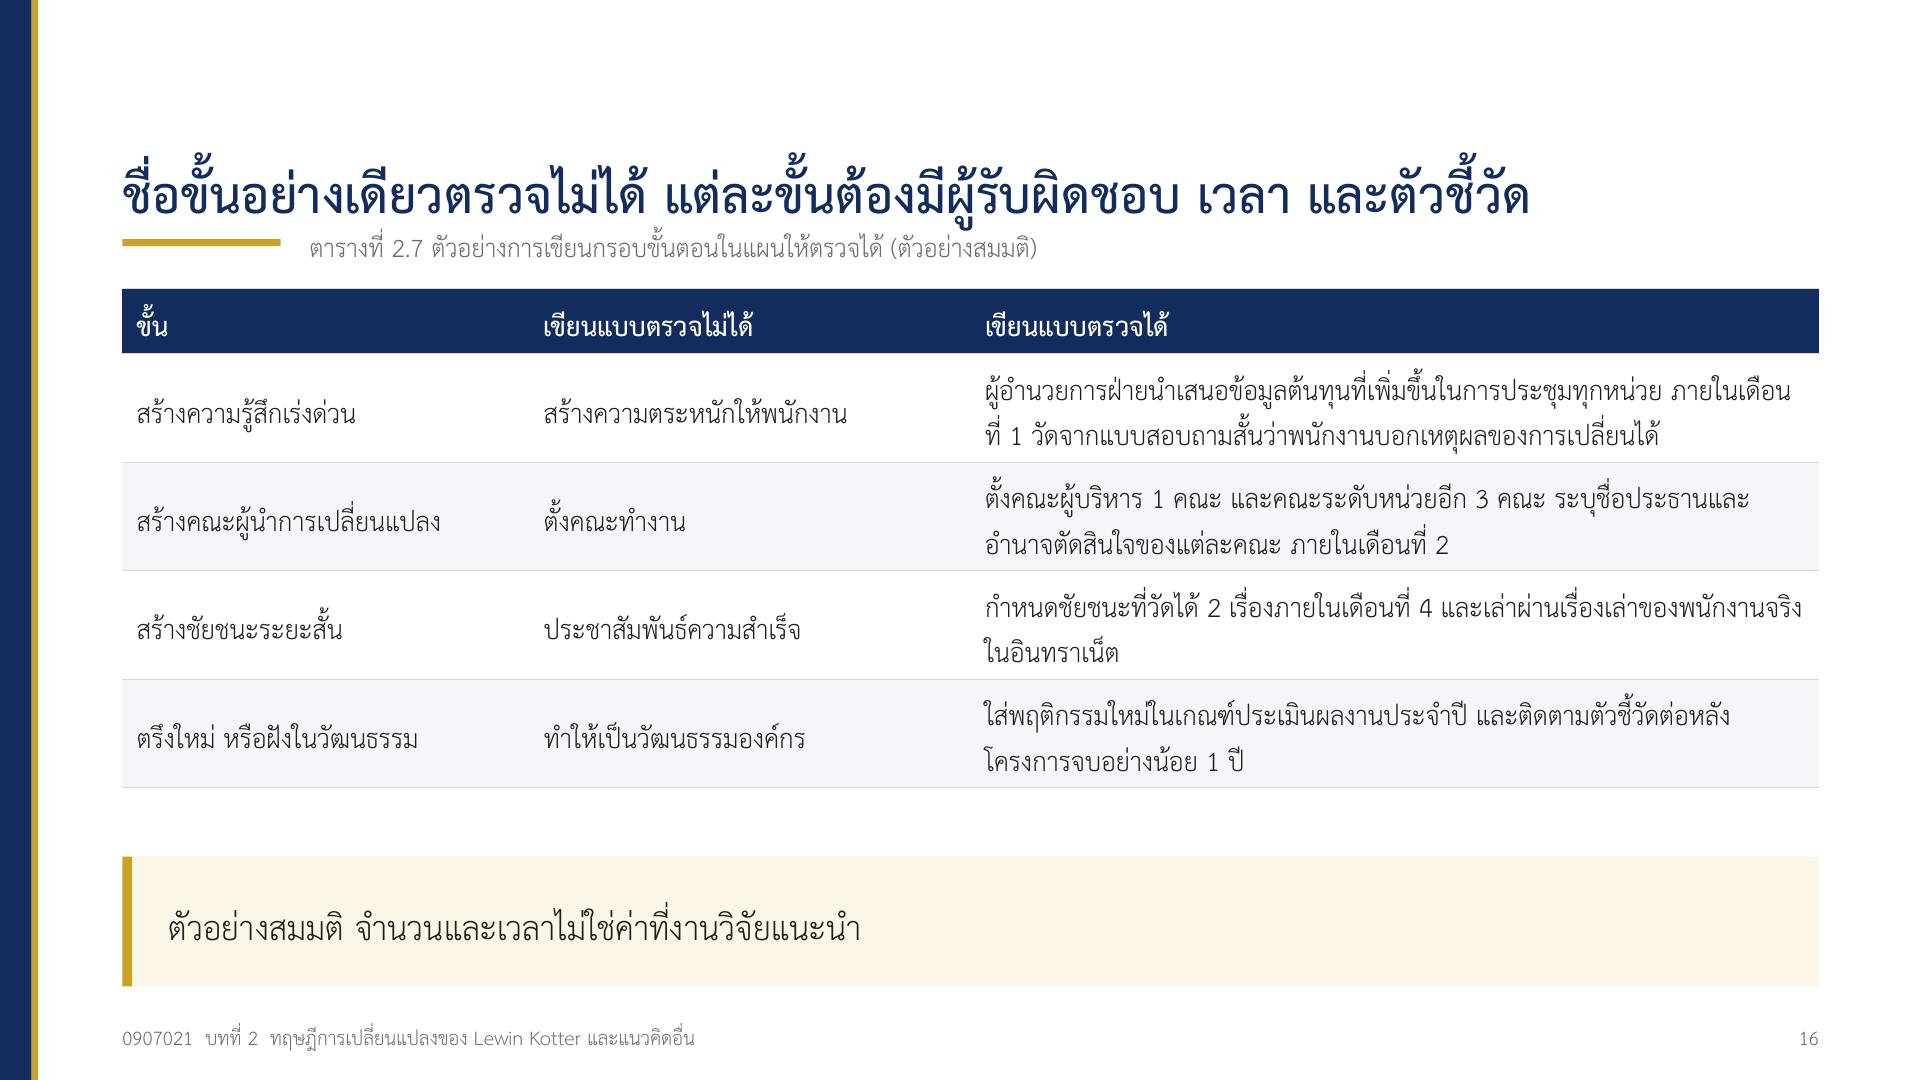 ชื่อขั้นอย่างเดียวตรวจไม่ได้ แต่ละขั้นต้องมีผู้รับผิดชอบ เวลา และตัวชี้วัด
ตารางที่ 2.7 ตัวอย่างการเขียนกรอบขั้นตอนในแผนให้ตรวจได้ (ตัวอย่างสมมติ)
ขั้น เขียนแบบตรวจไม่ได้ เขียนแบบตรวจได้
สร้างความรู้สึกเร่งด่วน สร้างความตระหนักให้พนักงาน ผู้อำนวยการฝ่ายนำเสนอข้อมูลต้นทุนที่เพิ่มขึ้นในการประชุมทุกหน่วย ภายในเดือน
ที่ 1 วัดจากแบบสอบถามสั้นว่าพนักงานบอกเหตุผลของการเปลี่ยนได้
สร้างคณะผู้นำการเปลี่ยนแปลง ตั้งคณะทำงาน ตั้งคณะผู้บริหาร 1 คณะ และคณะระดับหน่วยอีก 3 คณะ ระบุชื่อประธานและ
อำนาจตัดสินใจของแต่ละคณะ ภายในเดือนที่ 2
สร้างชัยชนะระยะสั้น ประชาสัมพันธ์ความสำเร็จ กำหนดชัยชนะที่วัดได้ 2 เรื่องภายในเดือนที่ 4 และเล่าผ่านเรื่องเล่าของพนักงานจริง
ในอินทราเน็ต
ตรึงใหม่ หรือฝังในวัฒนธรรม ทำให้เป็นวัฒนธรรมองค์กร ใส่พฤติกรรมใหม่ในเกณฑ์ประเมินผลงานประจำปี และติดตามตัวชี้วัดต่อหลัง
โครงการจบอย่างน้อย 1 ปี
ตัวอย่างสมมติ จำนวนและเวลาไม่ใช่ค่าที่งานวิจัยแนะนำ
0907021 บทที่ 2 ทฤษฎีการเปลี่ยนแปลงของ Lewin Kotter และแนวคิดอื่น 16